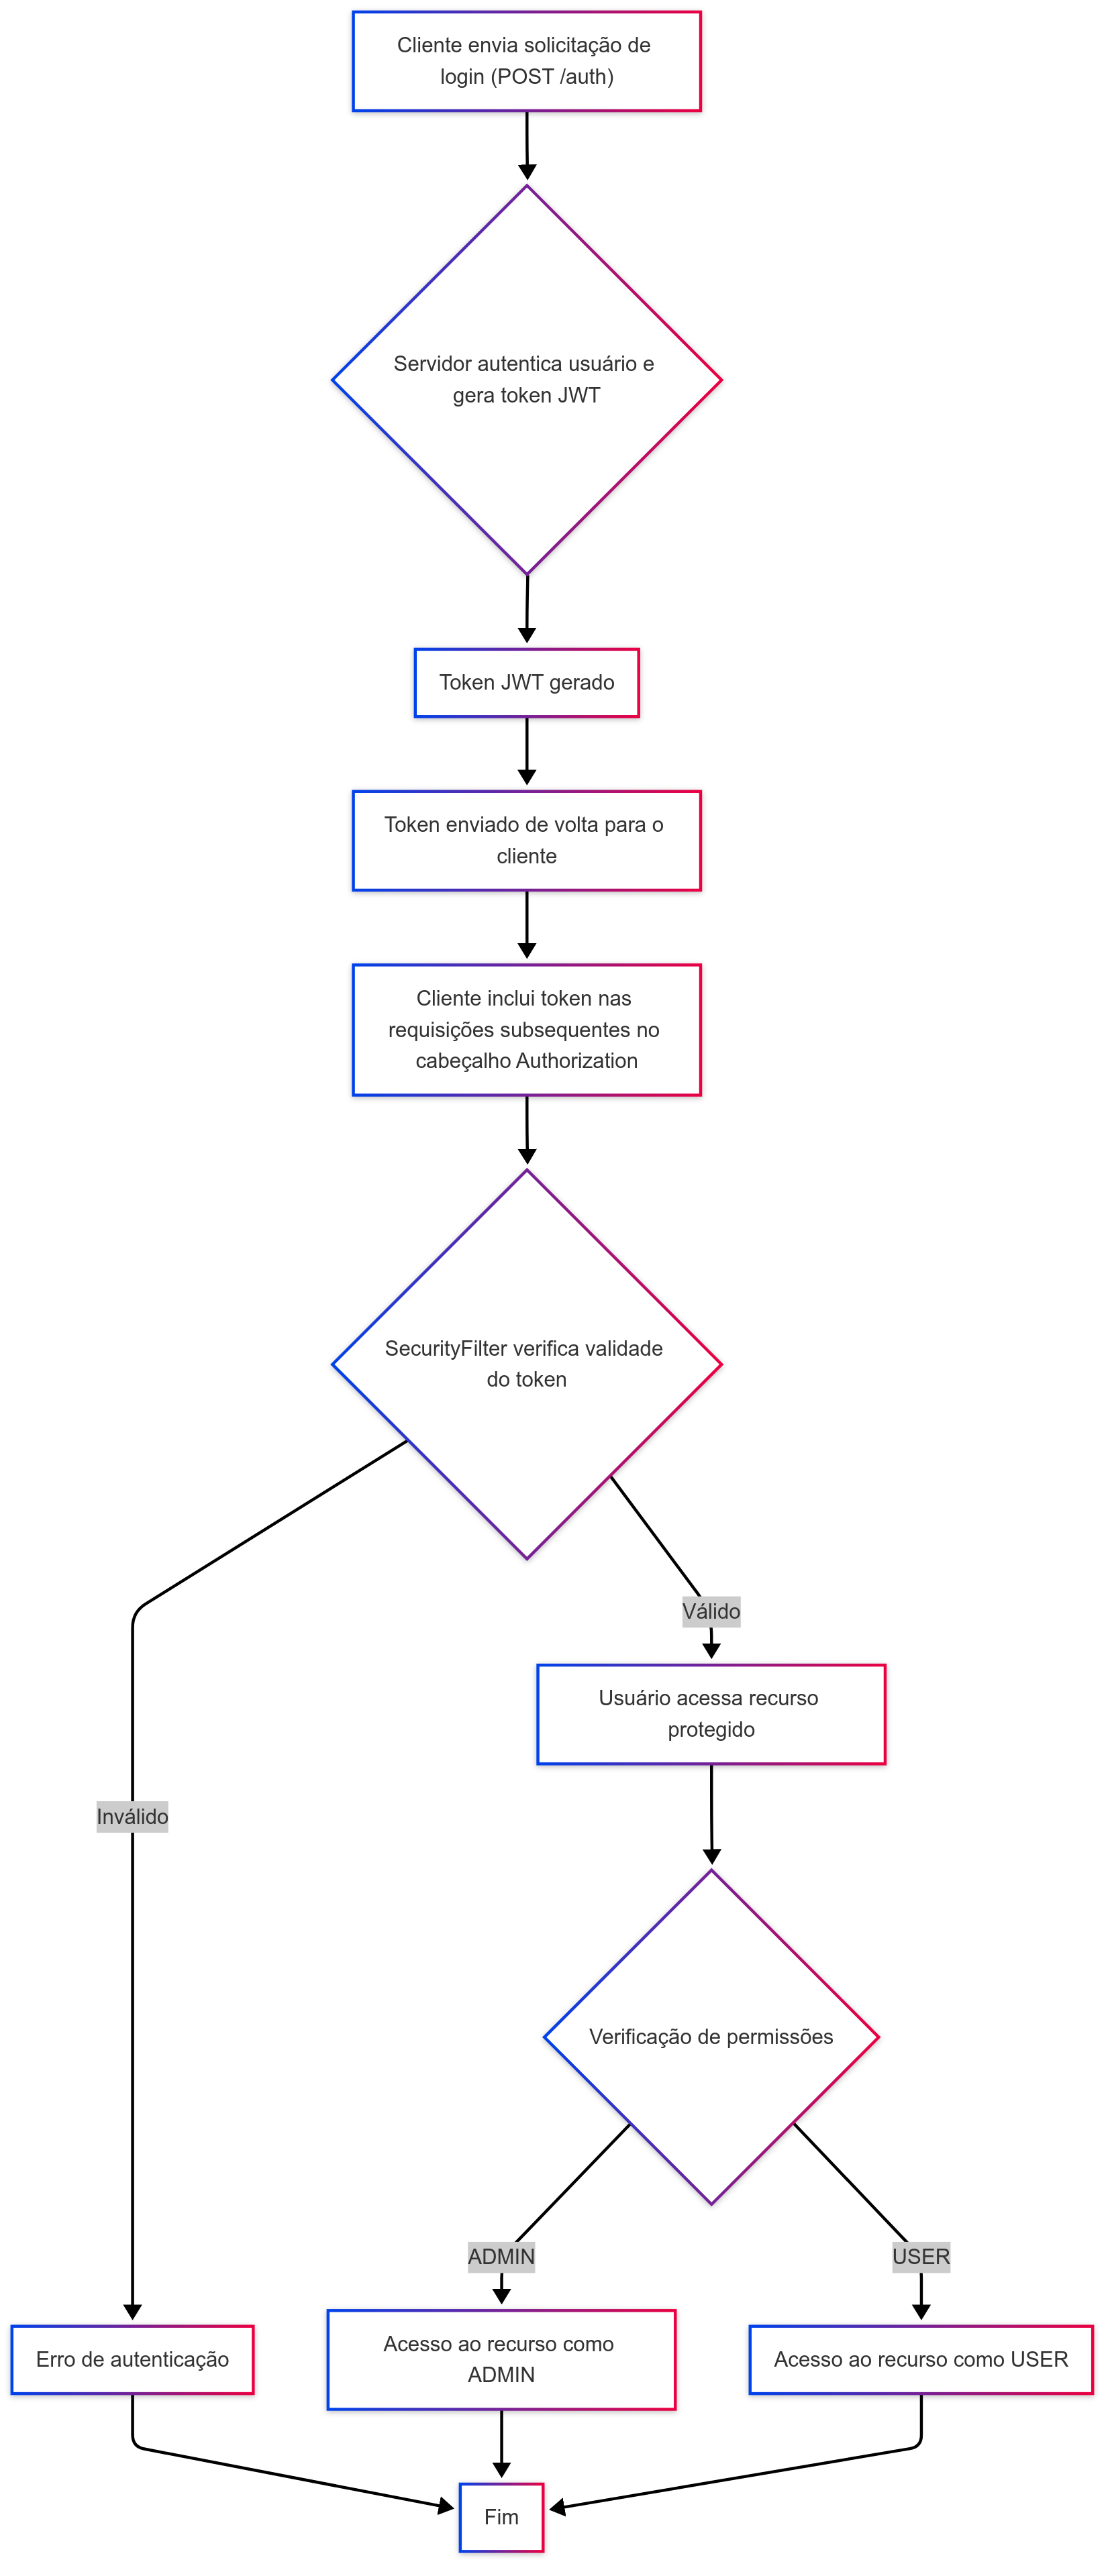 Cliente envia solicitação de
login (POST /auth)
Servidor autentica usuário e
gera token JWT
Token JWT gerado
Token enviado de volta para o
cliente
Cliente inclui token nas
requisições subsequentes no
cabeçalho Authorization
SecurityFilter verifica validade
do token
Válido
Usuário acessa recurso
protegido
Inválido
Verificação de permissões
ADMIN
USER
Erro de autenticação
Acesso ao recurso como
ADMIN
Acesso ao recurso como USER
Fim